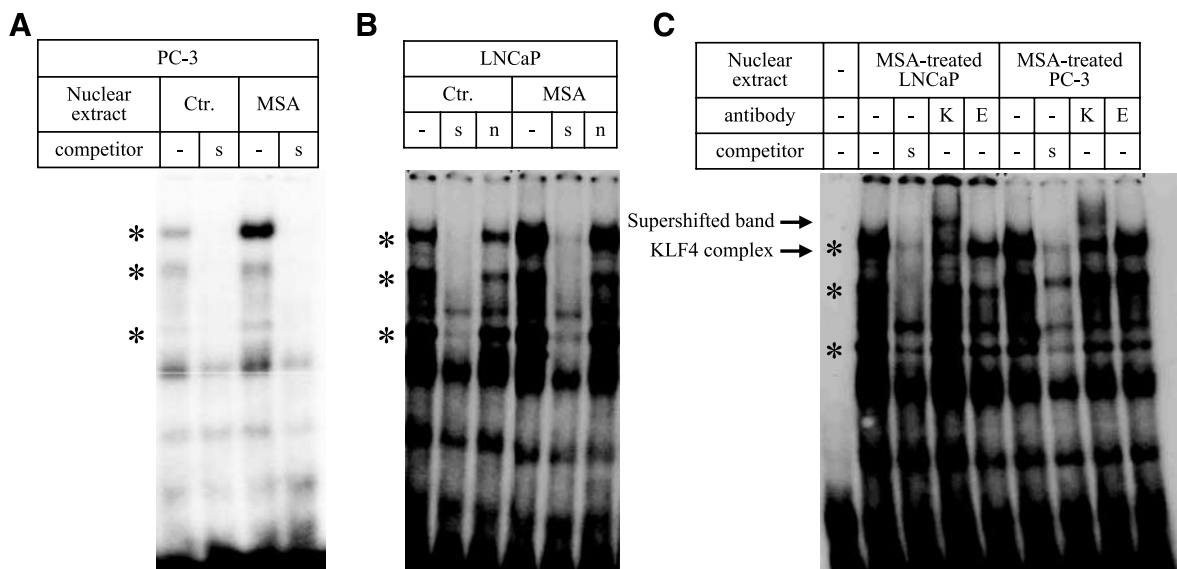 A
PC-3
Nuclear extract
Ctr.
MSA
competitor
-
s
-
s
*
*
*
B
LNCaP
Ctr.
MSA
-
s
n
-
s
n
*
*
*
C
Nuclear extract
-
MSA-treated LNCaP
MSA-treated PC-3
antibody
-
-
-
K
E
-
-
K
E
competitor
-
-
s
-
-
-
s
-
-
Supershifted band
KLF4 complex
*
*
*